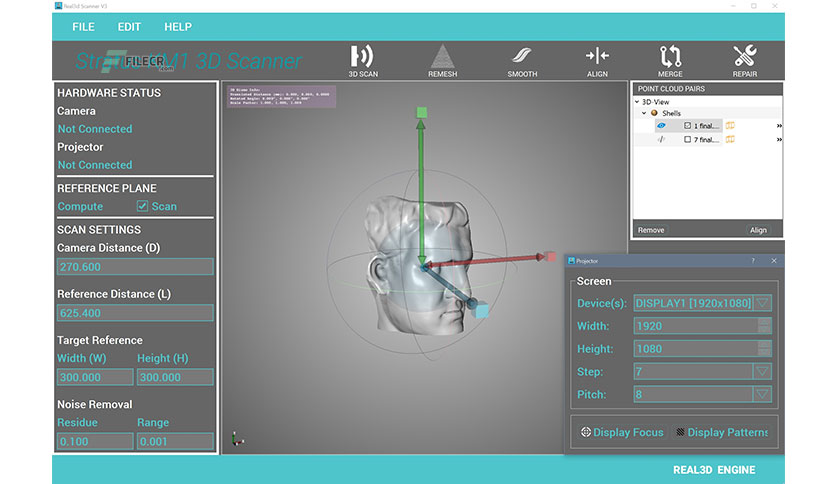 Real3d Scanner V3
FILE EDIT HELP
3D Scanner
FILECR
.com
3D SCAN REMESH SMOOTH ALIGN MERGE REPAIR
HARDWARE STATUS
Camera
Not Connected
Projector
Not Connected
REFERENCE PLANE
Compute Scan
SCAN SETTINGS
Camera Distance (D)
270.600
Reference Distance (L)
625.400
Target Reference
Width (W) Height (H)
300.000 300.000
Noise Removal
Residue Range
0.100 0.001
POINT CLOUD PAIRS
3D-View
Shells
1 final....
7 final....
Remove Align
Projector
Screen
Device(s): DISPLAY1 [1920x1080]
Width: 1920
Height: 1080
Step: 7
Pitch: 8
Display Focus Display Patterns
REAL3D ENGINE